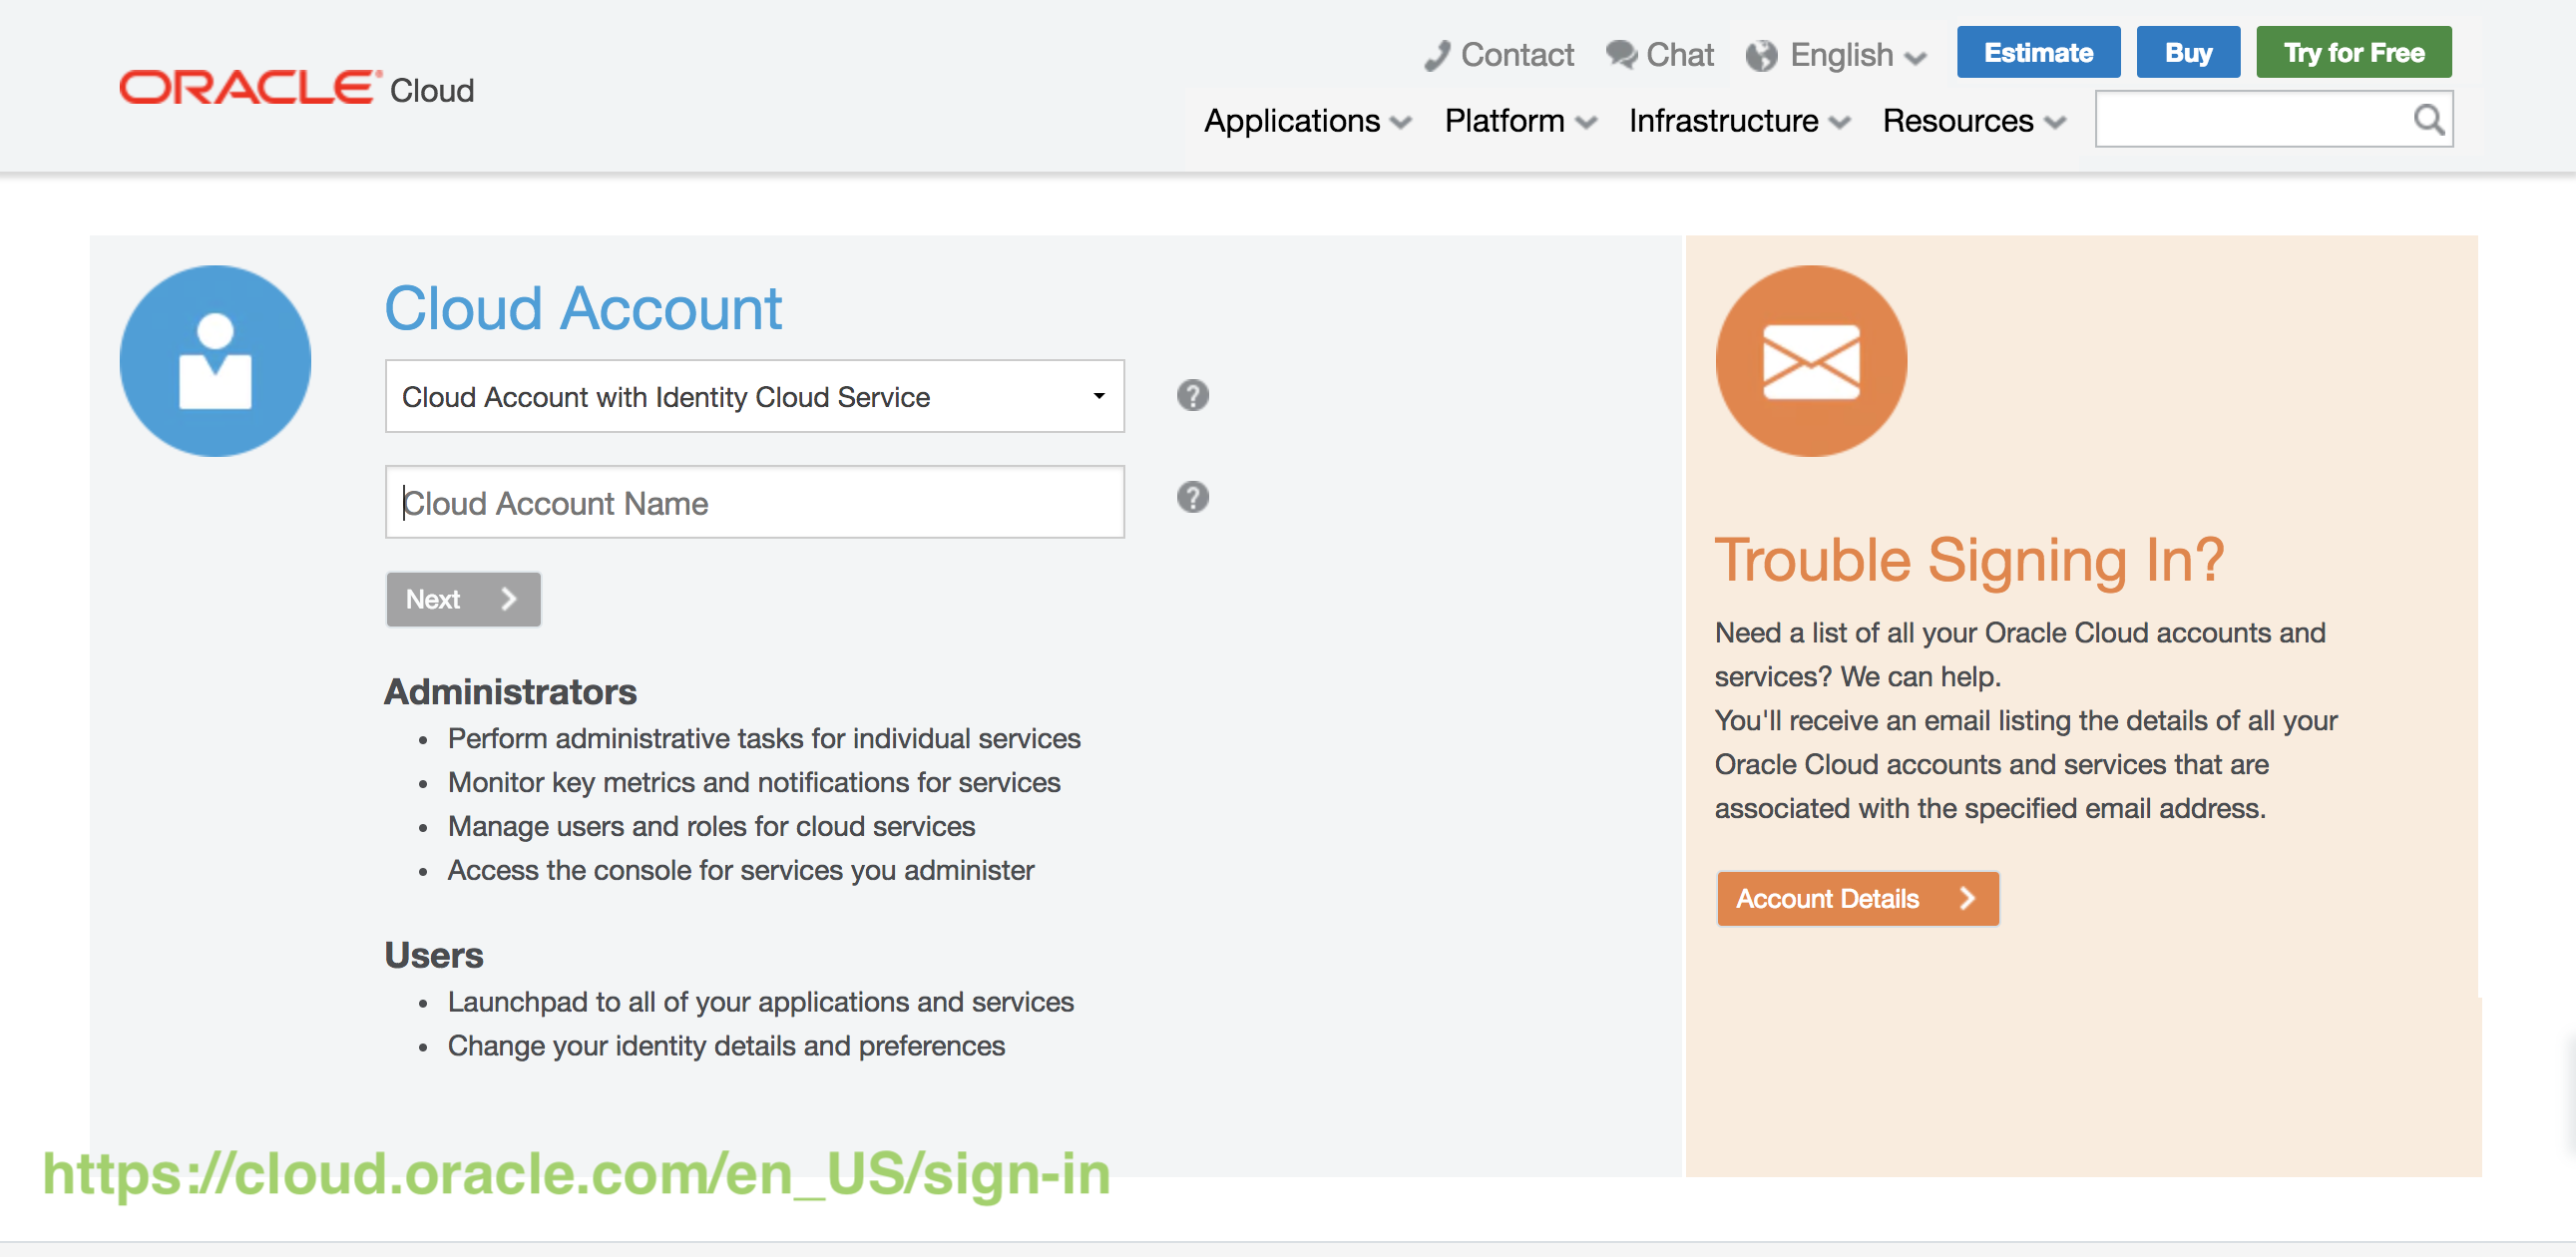 ORACLE Cloud
Contact Chat English Estimate Buy Try for Free
Applications Platform Infrastructure Resources
Cloud Account
Cloud Account with Identity Cloud Service
?
Cloud Account Name
?
Next
Administrators
• Perform administrative tasks for individual services
• Monitor key metrics and notifications for services
• Manage users and roles for cloud services
• Access the console for services you administer
Users
• Launchpad to all of your applications and services
• Change your identity details and preferences
Trouble Signing In?
Need a list of all your Oracle Cloud accounts and
services? We can help.
You'll receive an email listing the details of all your
Oracle Cloud accounts and services that are
associated with the specified email address.
Account Details
https://cloud.oracle.com/en_US/sign-in